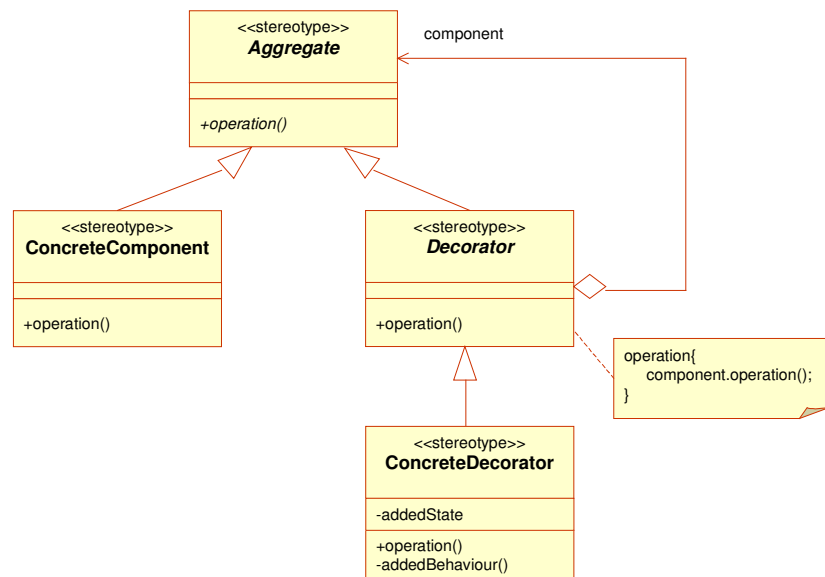 <<stereotype>>
Aggregate
+operation()
component
<<stereotype>>
ConcreteComponent
+operation()
<<stereotype>>
Decorator
+operation()
operation{
component.operation();
}
<<stereotype>>
ConcreteDecorator
-addedState
+operation()
-addedBehaviour()